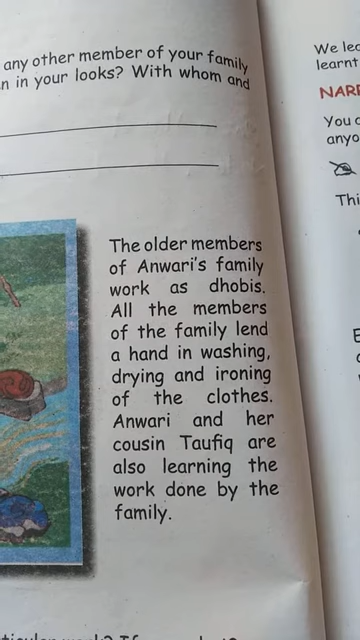 any other member of your family
in your looks? With whom and
The older members
of Anwari's family
work as dhobis.
All the members
of the family lend
a hand in washing,
drying and ironing
of the clothes.
Anwari and her
cousin Taufiq are
also learning the
work done by the
family.
We
learnt
You
anyo
Thi